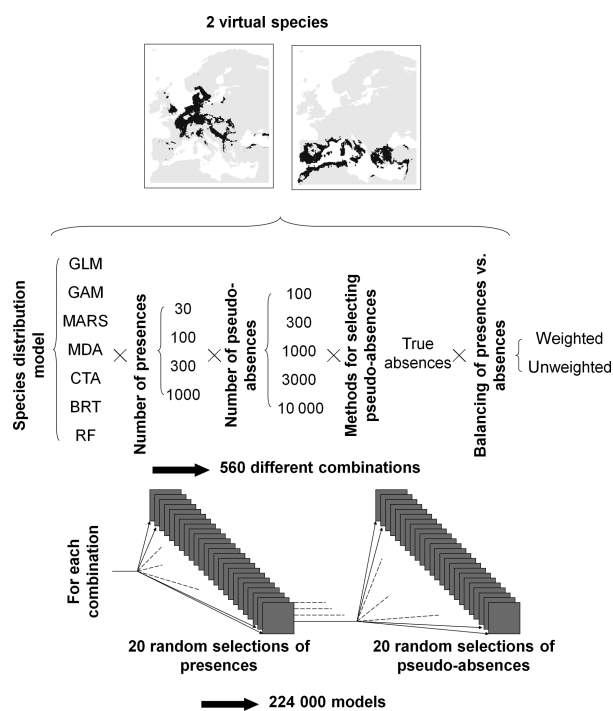 2 virtual species
Species distribution
model
GLM
GAM
MARS
MDA
CTA
BRT
RF
×
Number of presences
30
100
300
1000
×
Number of pseudo-
absences
100
300
1000
3000
10 000
×
Methods for selecting
pseudo-absences
True
absences
×
Balancing of presences vs.
absences
Weighted
Unweighted
560 different combinations
For each
combination
20 random selections of
presences
20 random selections of
pseudo-absences
224 000 models